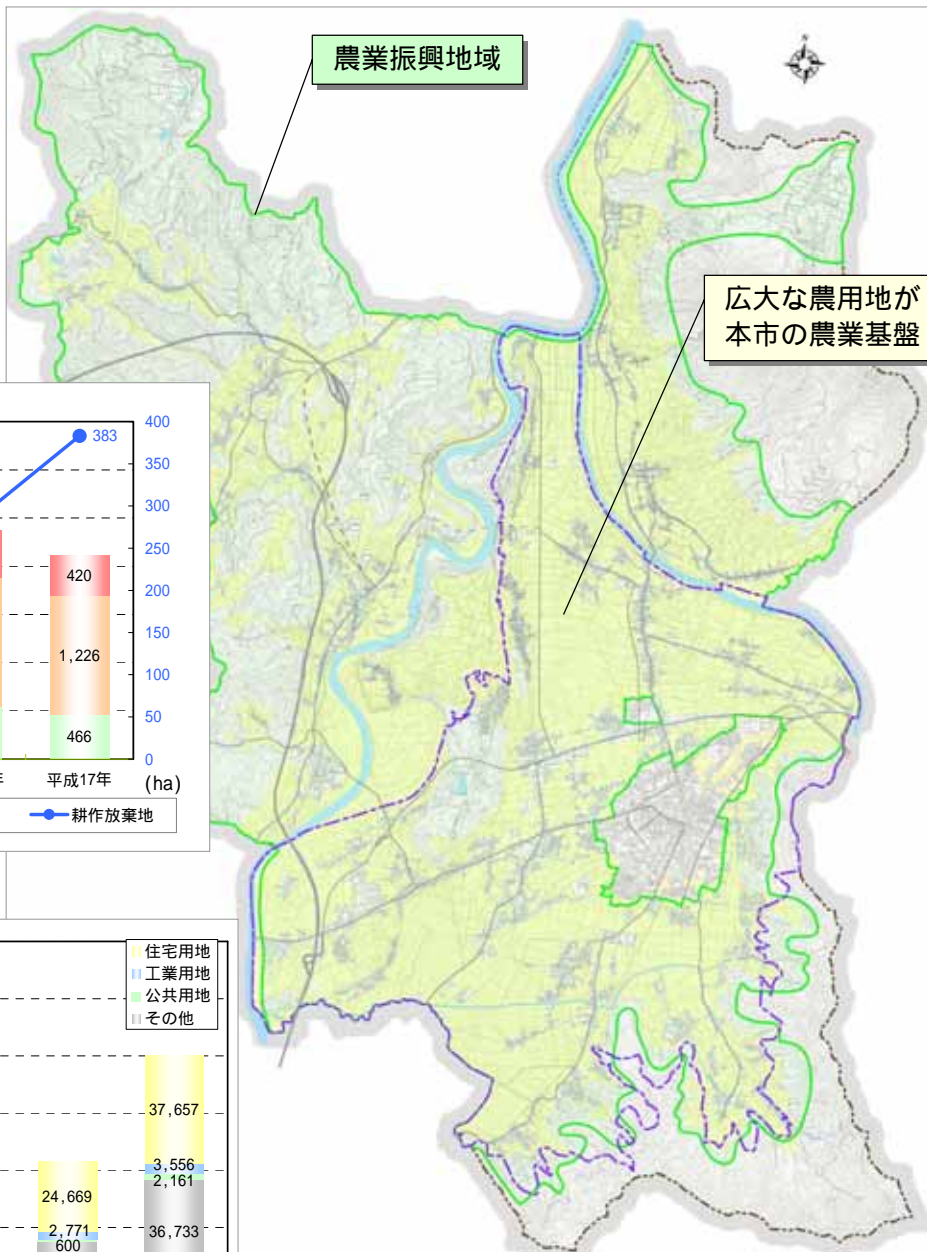 農業振興地域
N
広大な農用地が
本市の農業基盤
400
383
350
300
250
420
200
150
1,226
100
50
466
0
平成17年
(ha)
耕作放棄地
住宅用地
工業用地
公共用地
その他
37,657
3,556
2,161
24,669
2,771
36,733
600